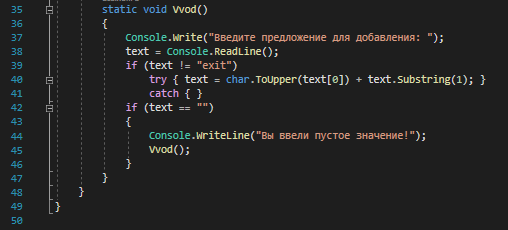 35 static void Vvod()
36 {
37 Console.Write("Введите предложение для добавления: ");
38 text = Console.ReadLine();
39 if (text != "exit")
40 try { text = char.ToUpper(text[0]) + text.Substring(1); }
41 catch { }
42 if (text == "")
43 {
44 Console.WriteLine("Вы ввели пустое значение!");
45 Vvod();
46 }
47 }
48 }
49 }
50